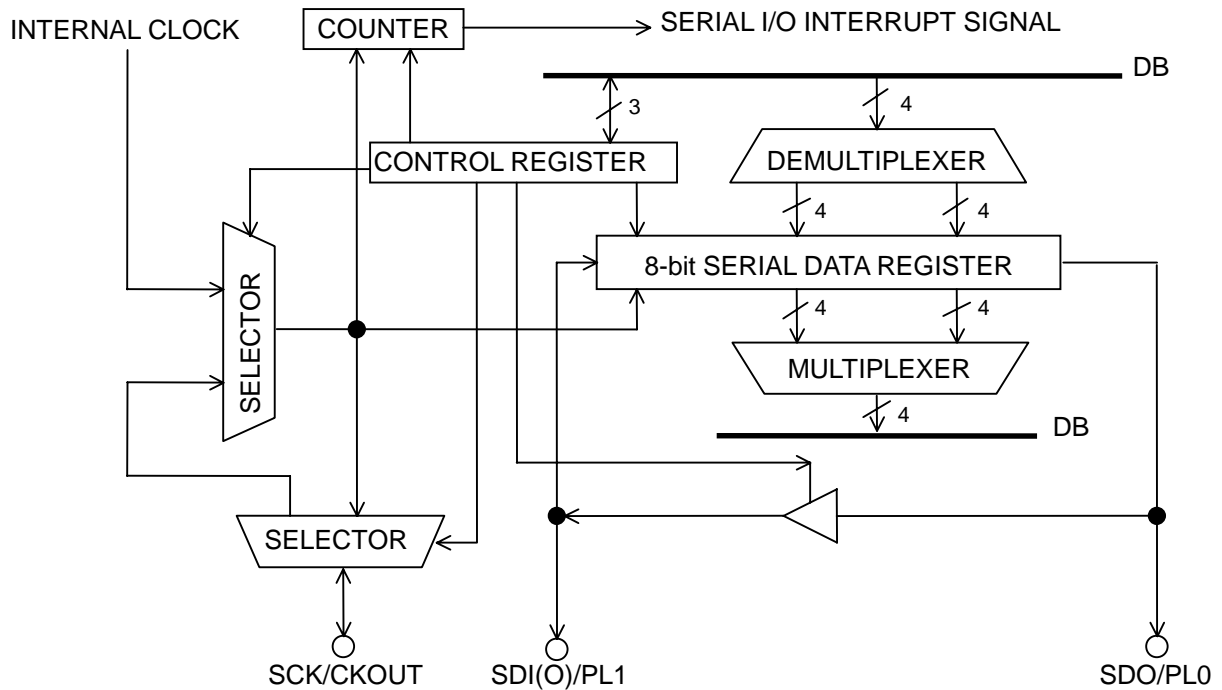 INTERNAL CLOCK
COUNTER
SERIAL I/O INTERRUPT SIGNAL
DB
3
4
CONTROL REGISTER
DEMULTIPLEXER
4
4
8-bit SERIAL DATA REGISTER
SELECTOR
4
4
MULTIPLEXER
4
DB
SELECTOR
SCK/CKOUT
SDI(O)/PL1
SDO/PL0